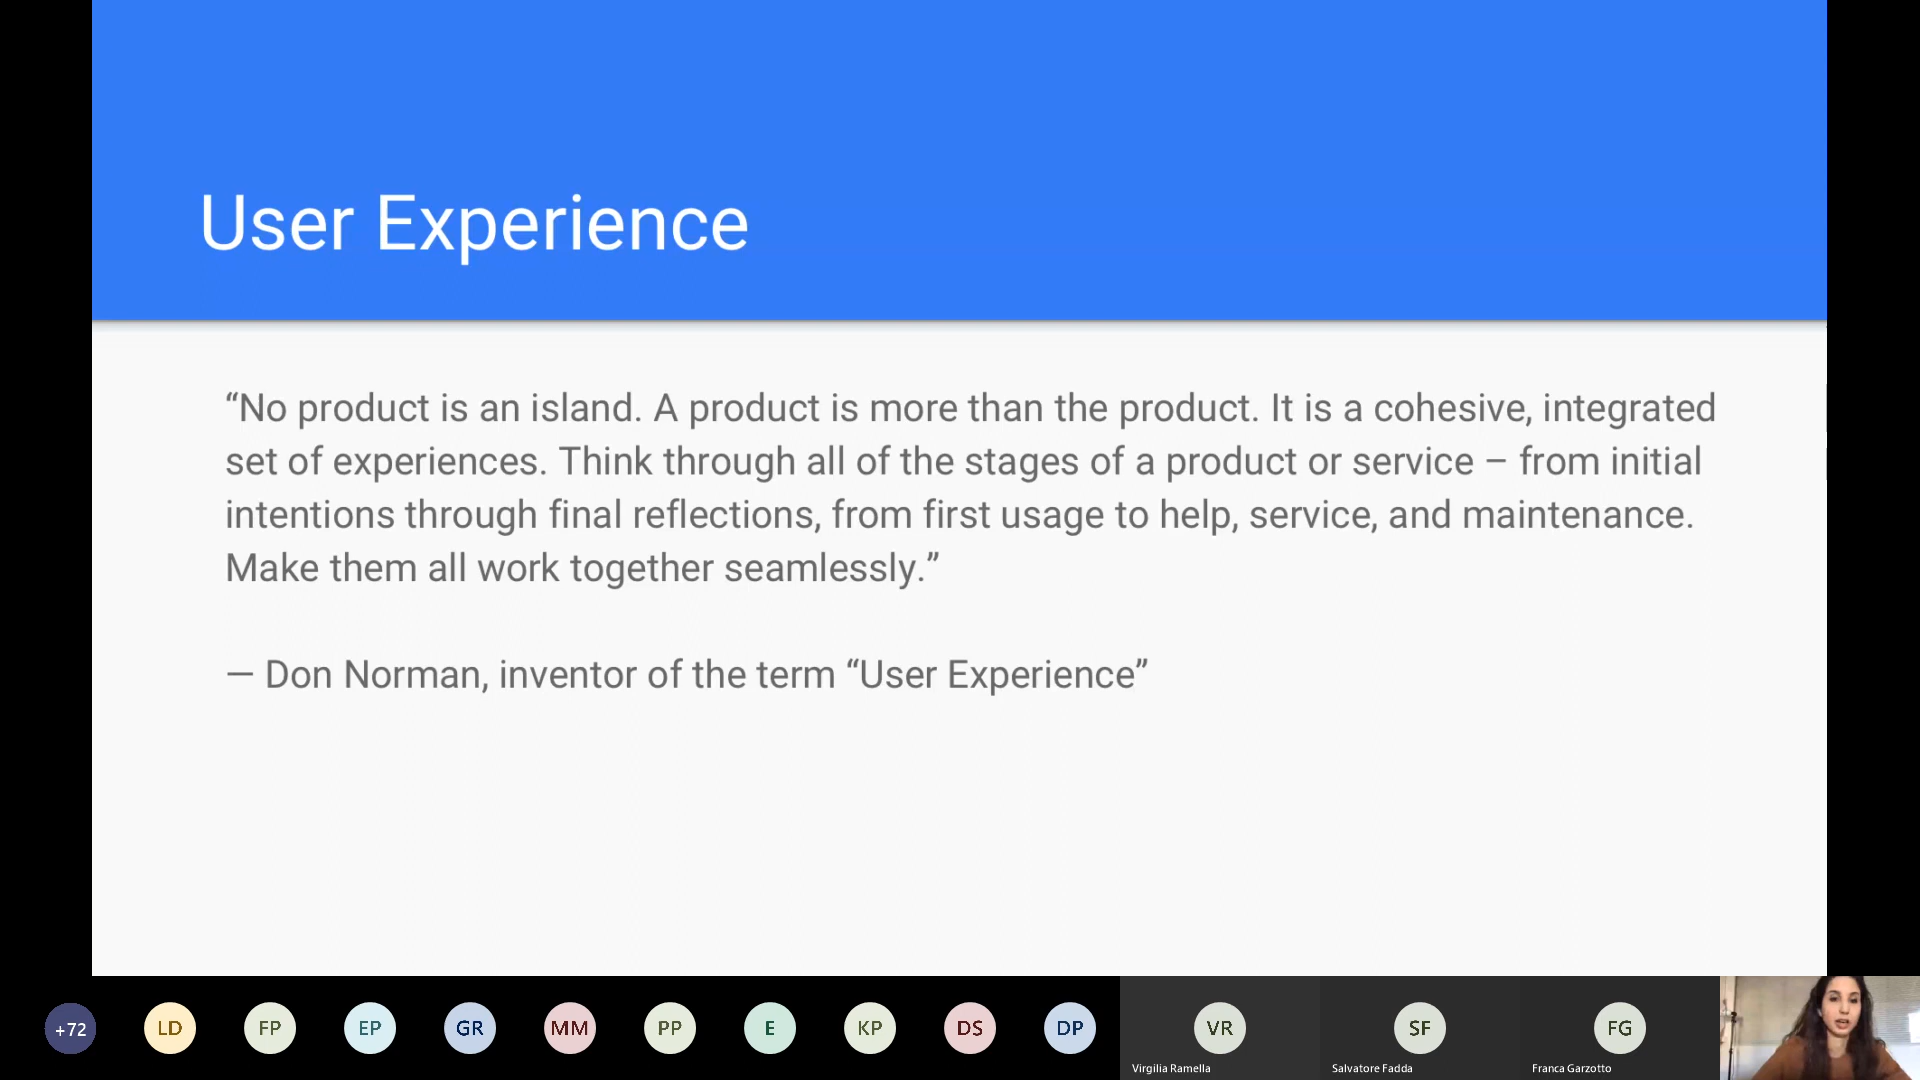 User Experience
“No product is an island. A product is more than the product. It is a cohesive, integrated
set of experiences. Think through all of the stages of a product or service – from initial
intentions through final reflections, from first usage to help, service, and maintenance.
Make them all work together seamlessly.”
— Don Norman, inventor of the term “User Experience”
+72
LD
FP
EP
GR
MM
PP
E
KP
DS
DP
VR
SF
FG
Virgilia Ramella
Salvatore Fadda
Franca Garzotto